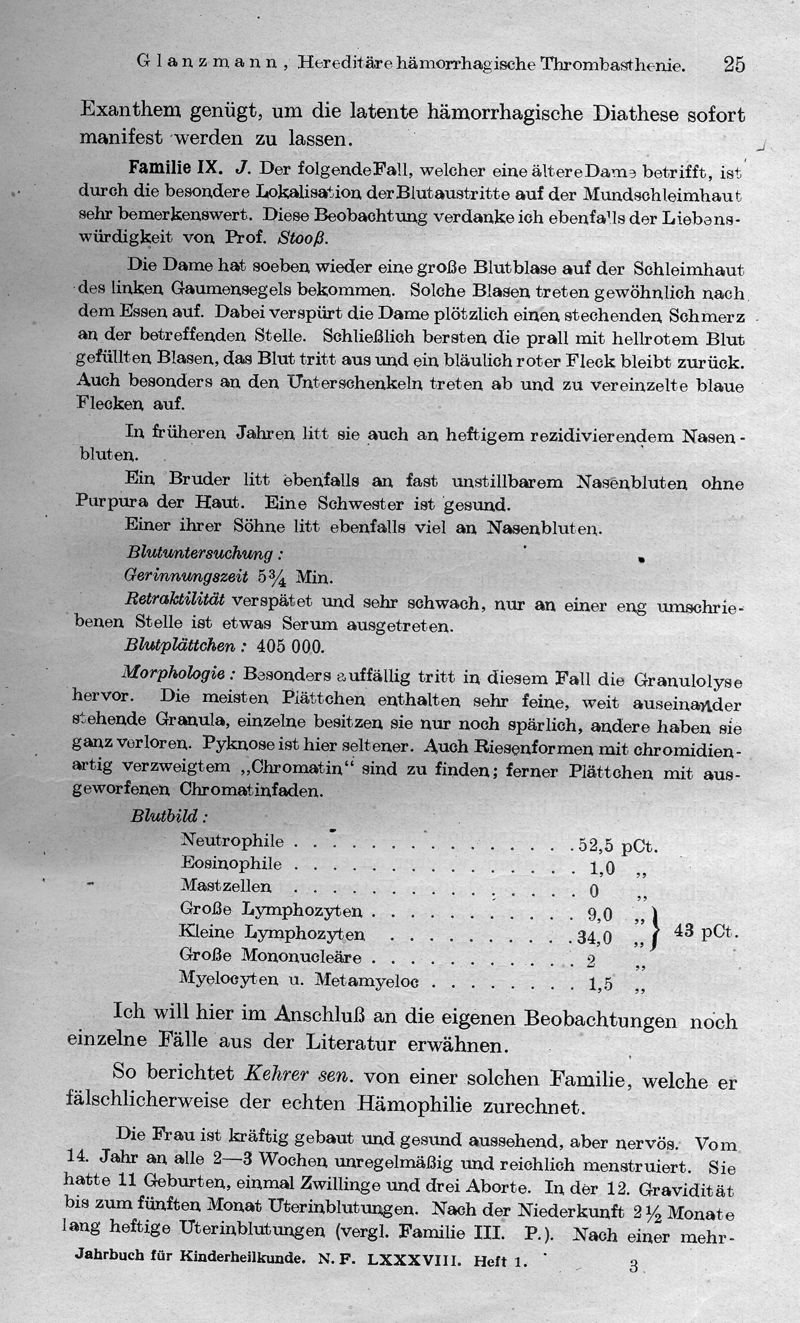 Glanzmann, Hereditäre hämorrhagische Thrombasthenie. 25
Exanthem genügt, um die latente hämorrhagische Diathese sofort
manifest werden zu lassen.
Familie IX. J. Der folgende Fall, welcher eine ältere Dame betrifft, ist
durch die besondere Lokalisation der Blutaustritte auf der Mundschleimhaut
sehr bemerkenswert. Diese Beobachtung verdanke ich ebenfalls der Liebens-
würdigkeit von Prof. Stooß.
Die Dame hat soeben wieder eine große Blutblase auf der Schleimhaut
des linken Gaumensegels bekommen. Solche Blasen treten gewöhnlich nach
dem Essen auf. Dabei verspürt die Dame plötzlich einen stechenden Schmerz
an der betreffenden Stelle. Schließlich bersten die prall mit hellrotem Blut
gefüllten Blasen, das Blut tritt aus und ein bläulich roter Fleck bleibt zurück.
Auch besonders an den Unterschenkeln treten ab und zu vereinzelte blaue
Flecken auf.
In früheren Jahren litt sie auch an heftigem rezidivierendem Nasen-
bluten.
Ein Bruder litt ebenfalls an fast unstillbarem Nasenbluten ohne
Purpura der Haut. Eine Schwester ist gesund.
Einer ihrer Söhne litt ebenfalls viel an Nasenbluten.
Blutuntersuchung:
Gerinnungszeit 5¾ Min.
Retraktilität verspätet und sehr schwach, nur an einer eng umschrie-
benen Stelle ist etwas Serum ausgetreten.
Blutplättchen: 405 000.
Morphologie: Besonders auffällig tritt in diesem Fall die Granulolyse
hervor. Die meisten Plättchen enthalten sehr feine, weit auseinander
stehende Granula, einzelne besitzen sie nur noch spärlich, andere haben sie
ganz verloren. Pyknose ist hier seltener. Auch Riesenformen mit chromidien-
artig verzweigtem „Chromatin“ sind zu finden; ferner Plättchen mit aus-
geworfenen Chromatinfaden.
Blutbild:
Neutrophile . . . . . . . . . . . . . . . . 52,5 pCt.
Eosinophile . . . . . . . . . . . . . . . . 1,0 „
Mastzellen . . . . . . . . . . . . . . . . 0 „
Große Lymphozyten . . . . . . . . . . . 9,0 „ }
Kleine Lymphozyten . . . . . . . . . . 34,0 „ } 43 pCt.
Große Mononucleäre . . . . . . . . . . . 2 „
Myelocyten u. Metamyeloc . . . . . . . . 1,5 „
Ich will hier im Anschluß an die eigenen Beobachtungen noch
einzelne Fälle aus der Literatur erwähnen.
So berichtet Kehrer sen. von einer solchen Familie, welche er
fälschlicherweise der echten Hämophilie zurechnet.
Die Frau ist kräftig gebaut und gesund aussehend, aber nervös. Vom
14. Jahr an alle 2—3 Wochen unregelmäßig und reichlich menstruiert. Sie
hatte 11 Geburten, einmal Zwillinge und drei Aborte. In der 12. Gravidität
bis zum fünften Monat Uterinblutungen. Nach der Niederkunft 2½ Monate
lang heftige Uterinblutungen (vergl. Familie III. P.). Nach einer mehr-
Jahrbuch für Kinderheilkunde. N. F. LXXXVIII. Heft 1. 3